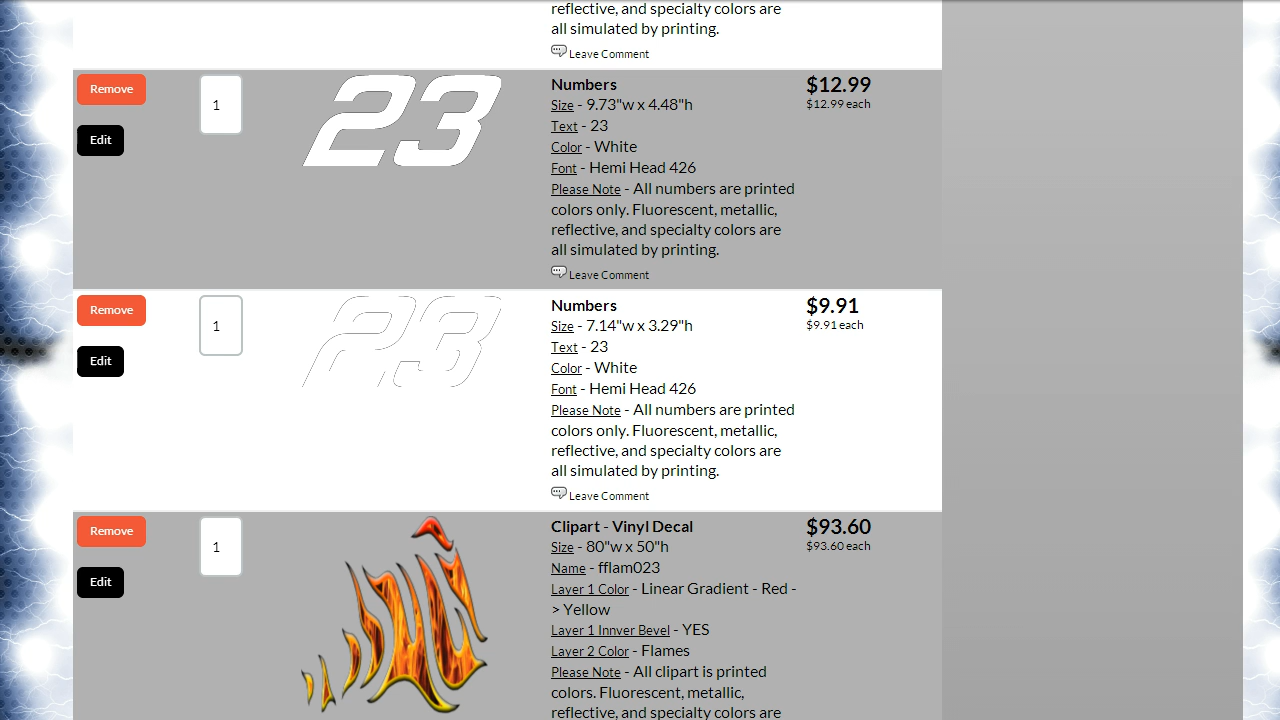 reflective, and specialty colors are
all simulated by printing.
Leave Comment
Remove
1
23
Numbers
$12.99
Size - 9.73"w x 4.48"h
$12.99 each
Text - 23
Edit
Color - White
Font - Hemi Head 426
Please Note - All numbers are printed
colors only. Fluorescent, metallic,
reflective, and specialty colors are
all simulated by printing.
Leave Comment
Remove
1
23
Numbers
$9.91
Size - 7.14"w x 3.29"h
$9.91 each
Text - 23
Edit
Color - White
Font - Hemi Head 426
Please Note - All numbers are printed
colors only. Fluorescent, metallic,
reflective, and specialty colors are
all simulated by printing.
Leave Comment
Remove
1
Clipart - Vinyl Decal
$93.60
Size - 80"w x 50"h
$93.60 each
Name - fflam023
Edit
Layer 1 Color - Linear Gradient - Red -
> Yellow
Layer 1 Innver Bevel - YES
Layer 2 Color - Flames
Please Note - All clipart is printed
colors. Fluorescent, metallic,
reflective, and specialty colors are